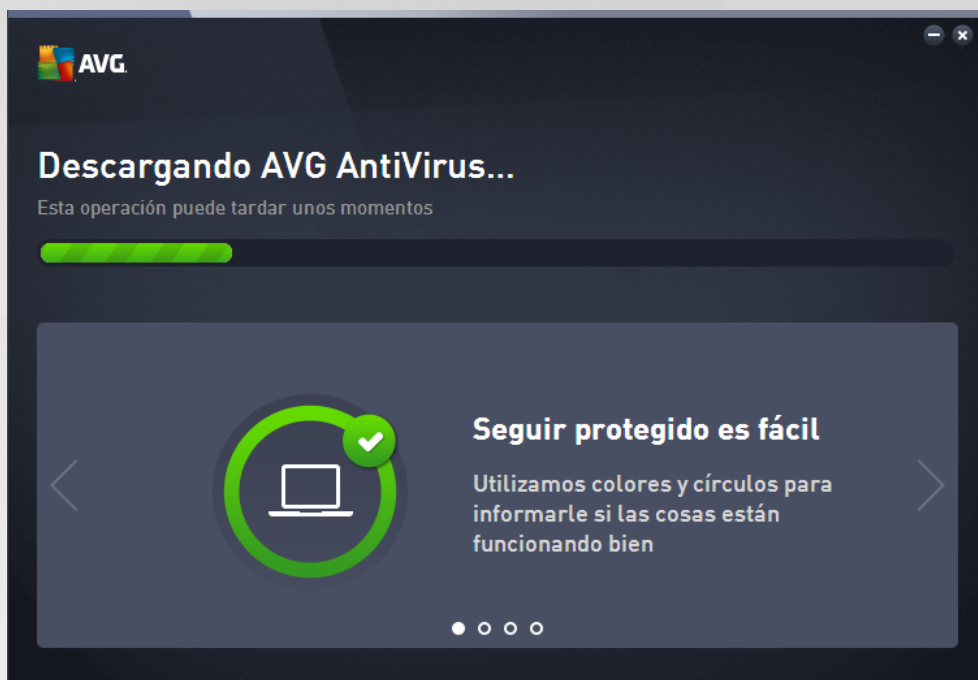 AVG.
Descargando AVG AntiVirus...
Esta operación puede tardar unos momentos
Seguir protegido es fácil
Utilizamos colores y círculos para
informarle si las cosas están
funcionando bien